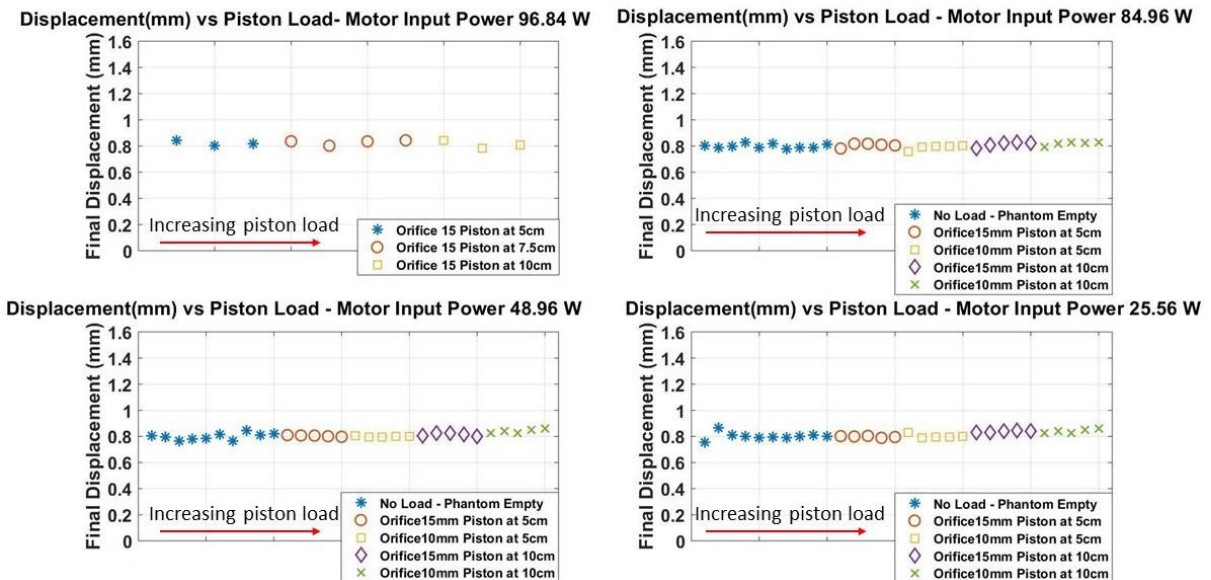 Displacement(mm) vs Piston Load- Motor Input Power 96.84 W
Final Displacement (mm)
1.6
1.4
1.2
1
0.8
0.6
0.4
0.2
0
Increasing piston load
Orifice 15 Piston at 5cm
Orifice 15 Piston at 7.5cm
Orifice 15 Piston at 10cm
Displacement(mm) vs Piston Load - Motor Input Power 84.96 W
Final Displacement (mm)
1.6
1.4
1.2
1
0.8
0.6
0.4
0.2
0
Increasing piston load
No Load - Phantom Empty
Orifice15mm Piston at 5cm
Orifice10mm Piston at 5cm
Orifice15mm Piston at 10cm
Orifice10mm Piston at 10cm
Displacement(mm) vs Piston Load - Motor Input Power 48.96 W
Final Displacement (mm)
1.6
1.4
1.2
1
0.8
0.6
0.4
0.2
0
Increasing piston load
No Load - Phantom Empty
Orifice15mm Piston at 5cm
Orifice10mm Piston at 5cm
Orifice15mm Piston at 10cm
Orifice10mm Piston at 10cm
Displacement(mm) vs Piston Load - Motor Input Power 25.56 W
Final Displacement (mm)
1.6
1.4
1.2
1
0.8
0.6
0.4
0.2
0
Increasing piston load
No Load - Phantom Empty
Orifice15mm Piston at 5cm
Orifice10mm Piston at 5cm
Orifice15mm Piston at 10cm
Orifice10mm Piston at 10cm